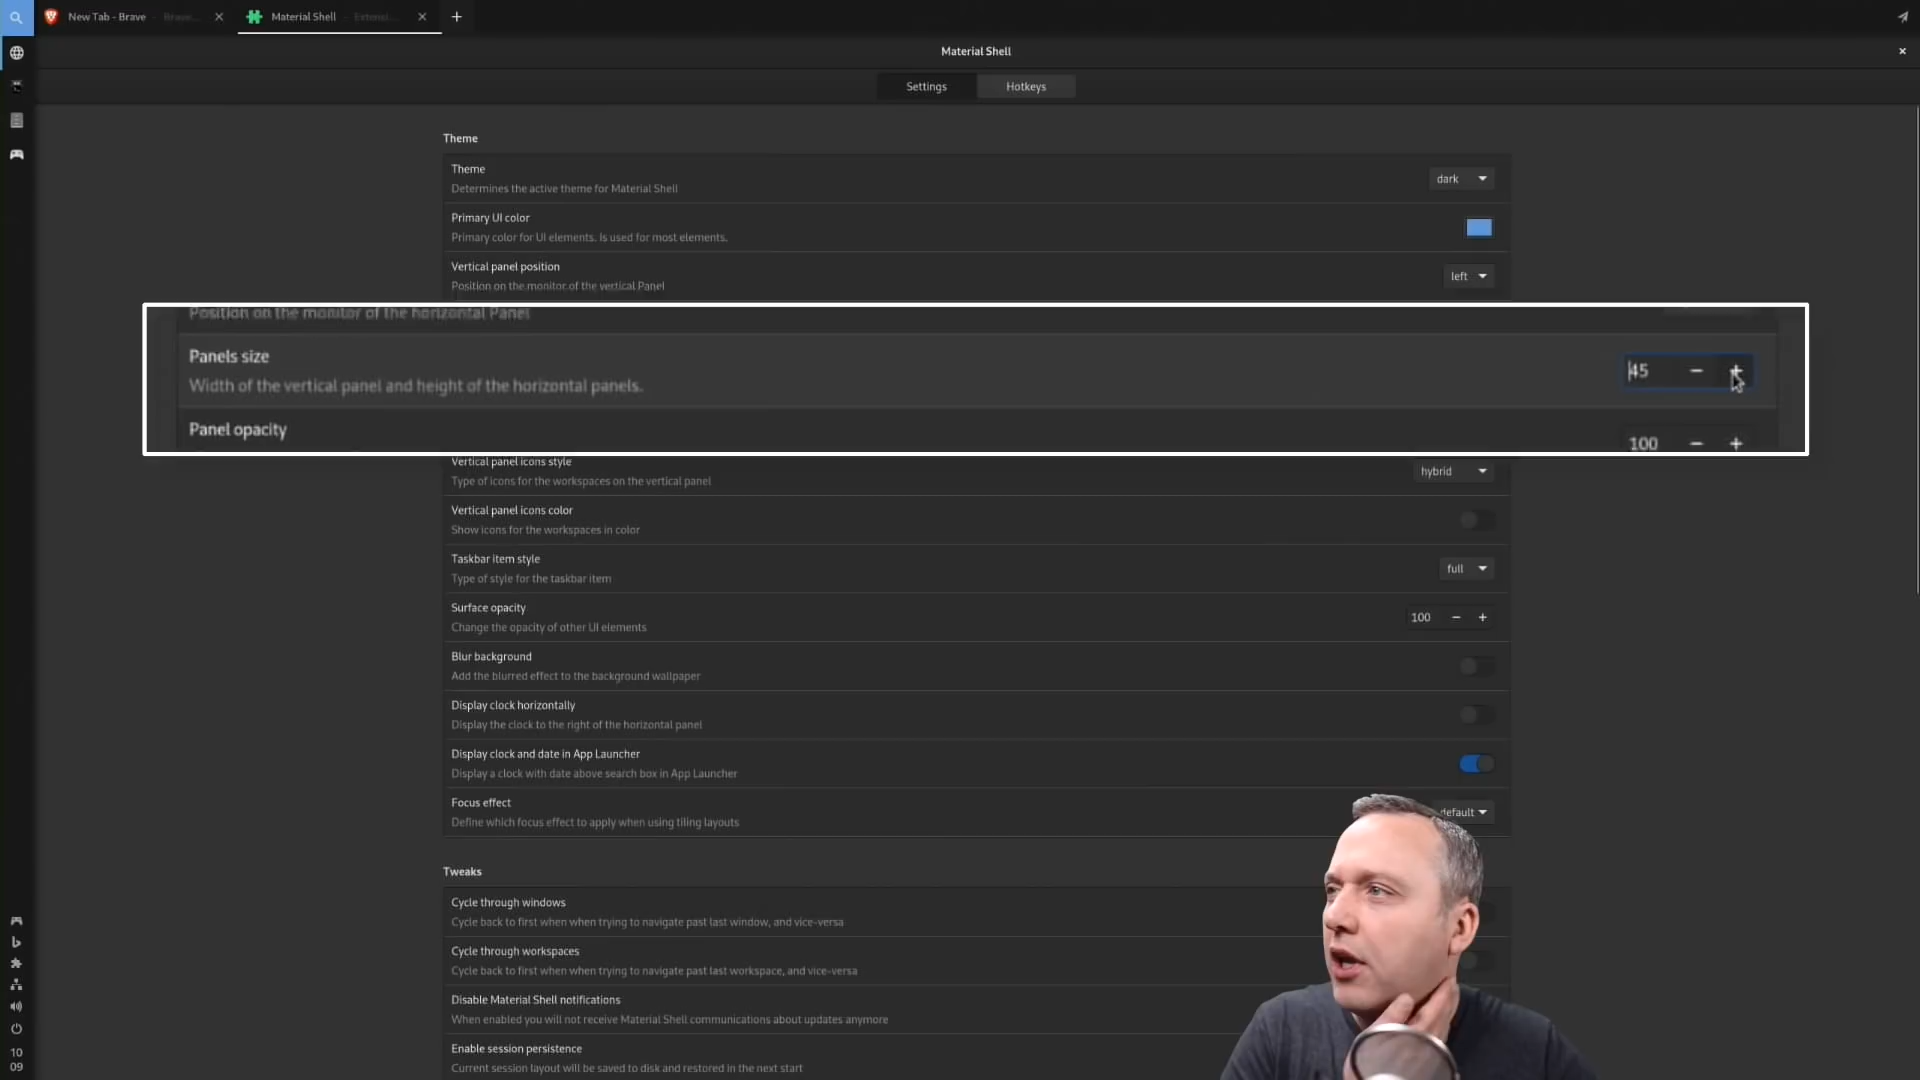 New Tab - Brave
Material Shell
Material Shell
Settings
Hotkeys
Theme
Theme
Determines the active theme for Material Shell
dark
Primary UI color
Primary color for UI elements. Is used for most elements.
Vertical panel position
Position on the monitor of the vertical Panel
left
Position on the monitor of the horizontal Panel
Panels size
Width of the vertical panel and height of the horizontal panels.
45
Panel opacity
100
Vertical panel icons style
Type of icons for the workspaces on the vertical panel
hybrid
Vertical panel icons color
Show icons for the workspaces in color
Taskbar item style
Type of style for the taskbar item
full
Surface opacity
Change the opacity of other UI elements
100
Blur background
Add the blurred effect to the background wallpaper
Display clock horizontally
Display the clock to the right of the horizontal panel
Display clock and date in App Launcher
Display a clock with date above search box in App Launcher
Focus effect
Define which focus effect to apply when using tiling layouts
default
Tweaks
Cycle through windows
Cycle back to first when when trying to navigate past last window, and vice-versa
Cycle through workspaces
Cycle back to first when when trying to navigate past last workspace, and vice-versa
Disable Material Shell notifications
When enabled you will not receive Material Shell communications about updates anymore
Enable session persistence
Current session layout will be saved to disk and restored in the next start
10
09